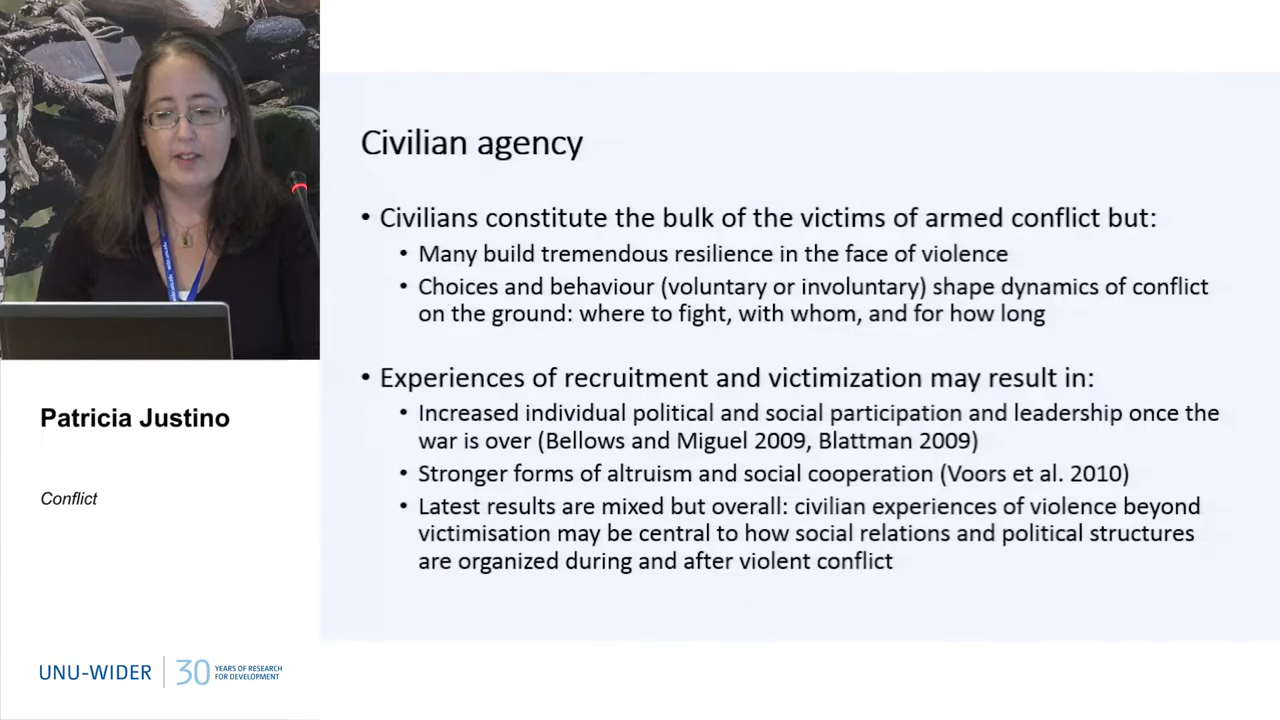 Civilian agency
• Civilians constitute the bulk of the victims of armed conflict but:
• Many build tremendous resilience in the face of violence
• Choices and behaviour (voluntary or involuntary) shape dynamics of conflict
on the ground: where to fight, with whom, and for how long
• Experiences of recruitment and victimization may result in:
• Increased individual political and social participation and leadership once the
war is over (Bellows and Miguel 2009, Blattman 2009)
• Stronger forms of altruism and social cooperation (Voors et al. 2010)
• Latest results are mixed but overall: civilian experiences of violence beyond
victimisation may be central to how social relations and political structures
are organized during and after violent conflict
Patricia Justino
Conflict
UNU-WIDER
30
YEARS OF RESEARCH
FOR DEVELOPMENT